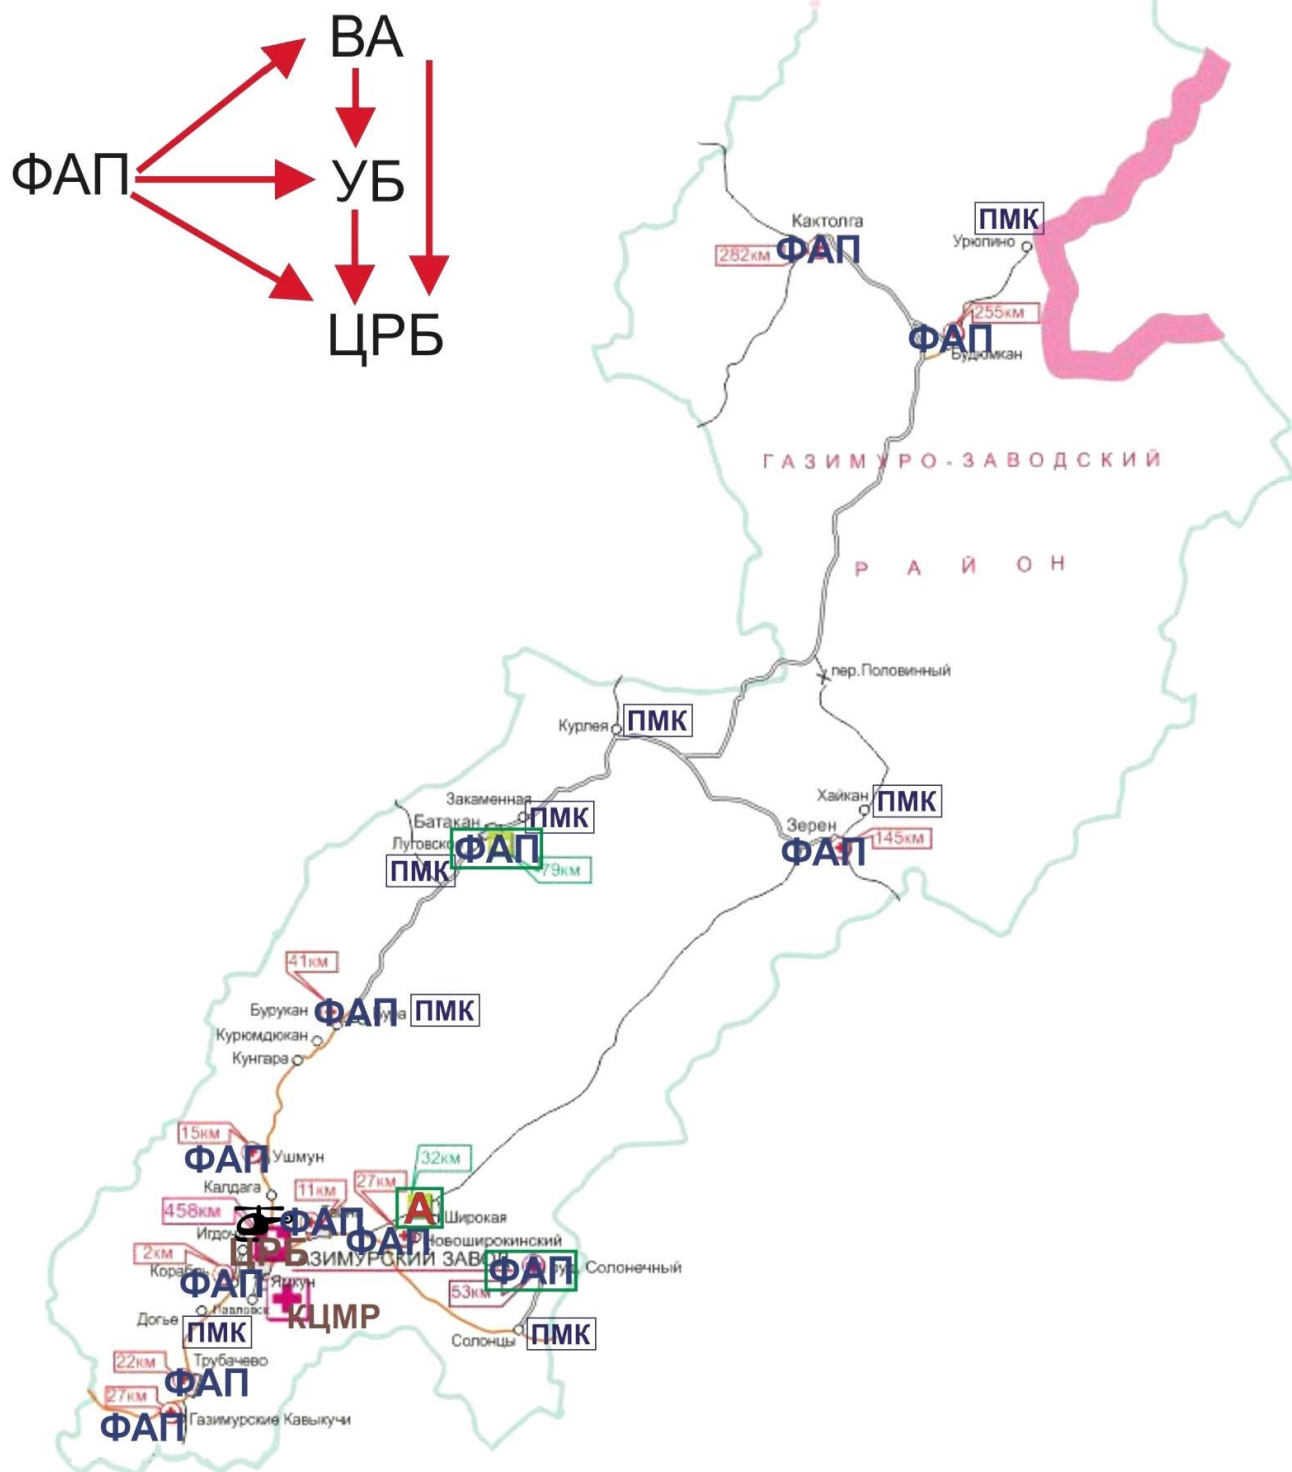 ВА
ФАП
УБ
ЦРБ
ПМК
Кактолга
Урюпино
282км
ФАП
255км
ФАП
Будюмкан
ГАЗИМУРО-ЗАВОДСКИЙ
РАЙОН
пер.Половинный
Курлея
ПМК
Закаменная
Хайкан
ПМК
Батакан
ПМК
Зерен
ФАП
145км
ФАП
79км
ПМК
41км
Бурукан
ФАП
ПМК
Курюмдюкан
Кунгара
15км
ФАП
Ушмун
32км
Калдага
11км
27км
458км
ФАП
А
Широкая
ФАП
Новоширокинский
ЦРБ
2км
ФАП
Солонечный
ФАП
Ямкун
53км
Догье
Павловск
КЦМР
ПМК
Солонцы
ПМК
Трубачево
22км
ФАП
27км
ФАП
Газимурские Кавыкучи